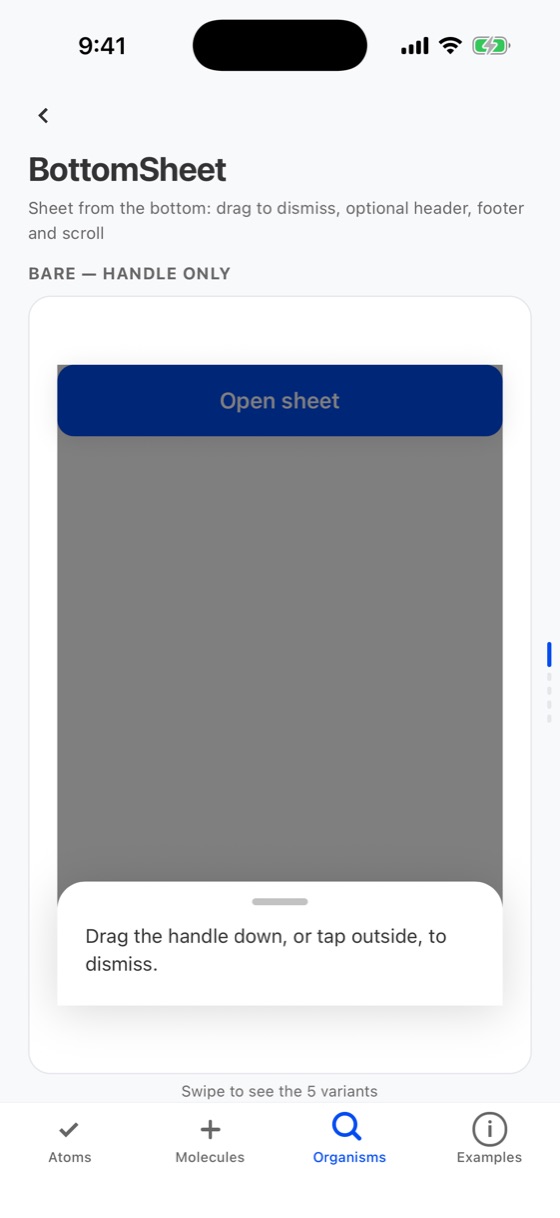 9:41
BottomSheet
Sheet from the bottom: drag to dismiss, optional header, footer
and scroll
BARE — HANDLE ONLY
Open sheet
Drag the handle down, or tap outside, to
dismiss.
Swipe to see the 5 variants
Atoms
Molecules
Organisms
Examples